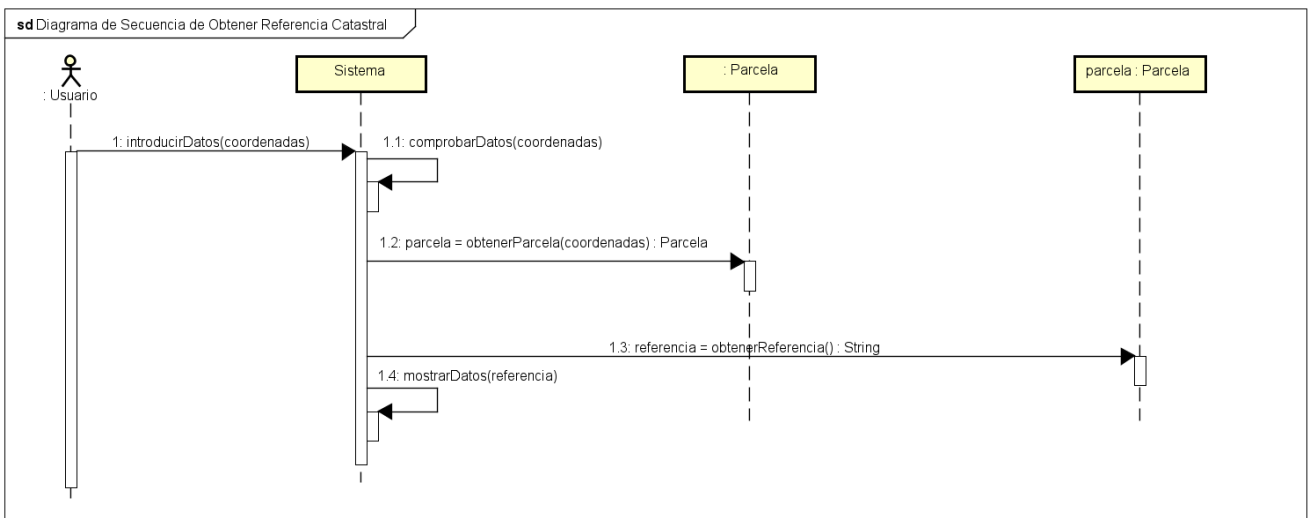 sd Diagrama de Secuencia de Obtener Referencia Catastral
: Usuario
Sistema
: Parcela
parcela : Parcela
1: introducirDatos(coordenadas)
1.1: comprobarDatos(coordenadas)
1.2: parcela = obtenerParcela(coordenadas) : Parcela
1.3: referencia = obtenerReferencia() : String
1.4: mostrarDatos(referencia)